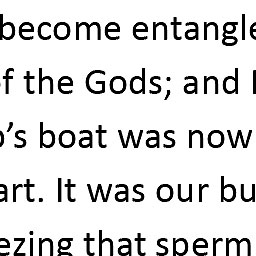 become entangle
f the Gods; and
's boat was now
art. It was our bu
ezing that sperm